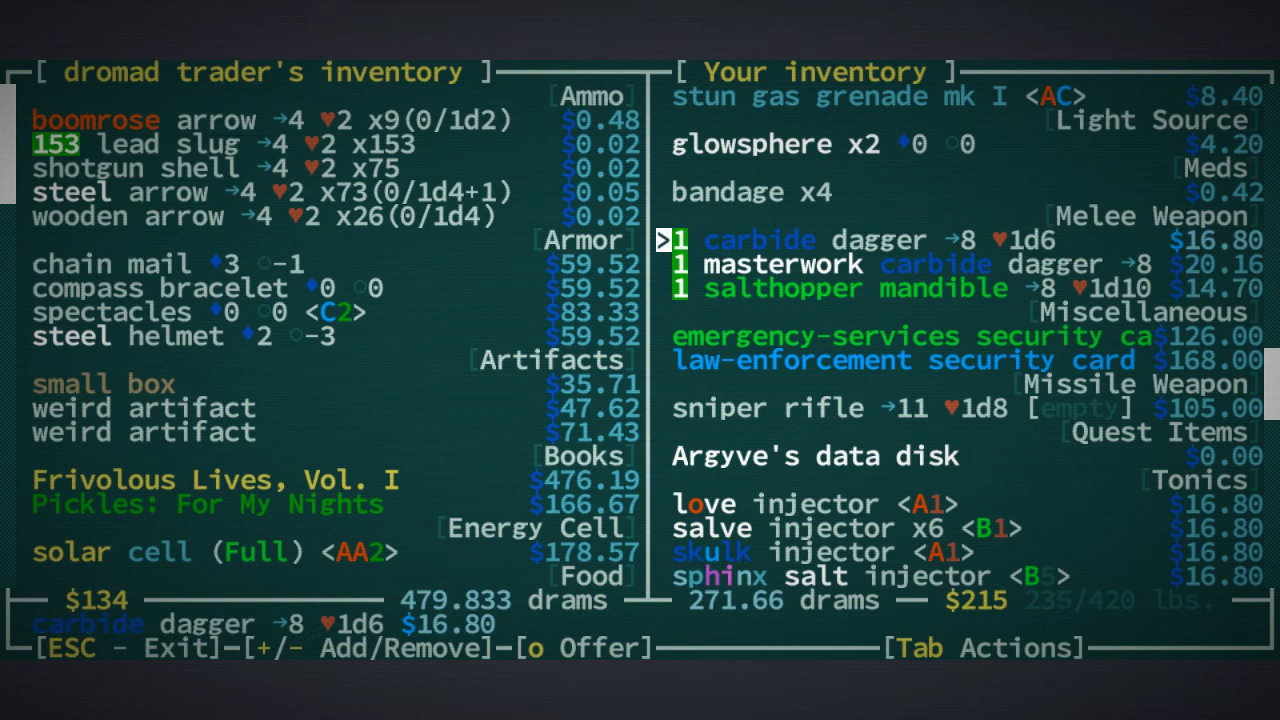 [ dromad trader's inventory ]
[Ammo]
boomrose arrow →4 ♥2 x9(0/1d2) $0.48
153 lead slug →4 ♥2 x153 $0.02
shotgun shell →4 ♥2 x75 $0.02
steel arrow →4 ♥2 x73(0/1d4+1) $0.05
wooden arrow →4 ♥2 x26(0/1d4) $0.02
[Armor]
chain mail ♦3 ○-1 $59.52
compass bracelet ♦0 ○0 $59.52
spectacles ♦0 ○0 <C2> $83.33
steel helmet ♦2 ○-3 $59.52
[Artifacts]
small box $35.71
weird artifact $47.62
weird artifact $71.43
[Books]
Frivolous Lives, Vol. I $476.19
Pickles: For My Nights $166.67
[Energy Cell]
solar cell (Full) <AA2> $178.57
[Food]
$134 479.833 drams
[ Your inventory ]
stun gas grenade mk I <AC> $8.40
[Light Source]
glowsphere x2 ♦0 ○0 $4.20
[Meds]
bandage x4 $0.42
[Melee Weapon]
>1 carbide dagger →8 ♥1d6 $16.80
1 masterwork carbide dagger →8 $20.16
1 salthopper mandible →8 ♥1d10 $14.70
[Miscellaneous]
emergency-services security ca$126.00
law-enforcement security card $168.00
[Missile Weapon]
sniper rifle →11 ♥1d8 [empty] $105.00
[Quest Items]
Argyve's data disk $0.00
[Tonics]
love injector <A1> $16.80
salve injector x6 <B1> $16.80
skulk injector <A1> $16.80
sphinx salt injector <B5> $16.80
271.66 drams $215 235/420 lbs.
carbide dagger →8 ♥1d6 $16.80
[ESC - Exit] [+/- Add/Remove] [o Offer] [Tab Actions]